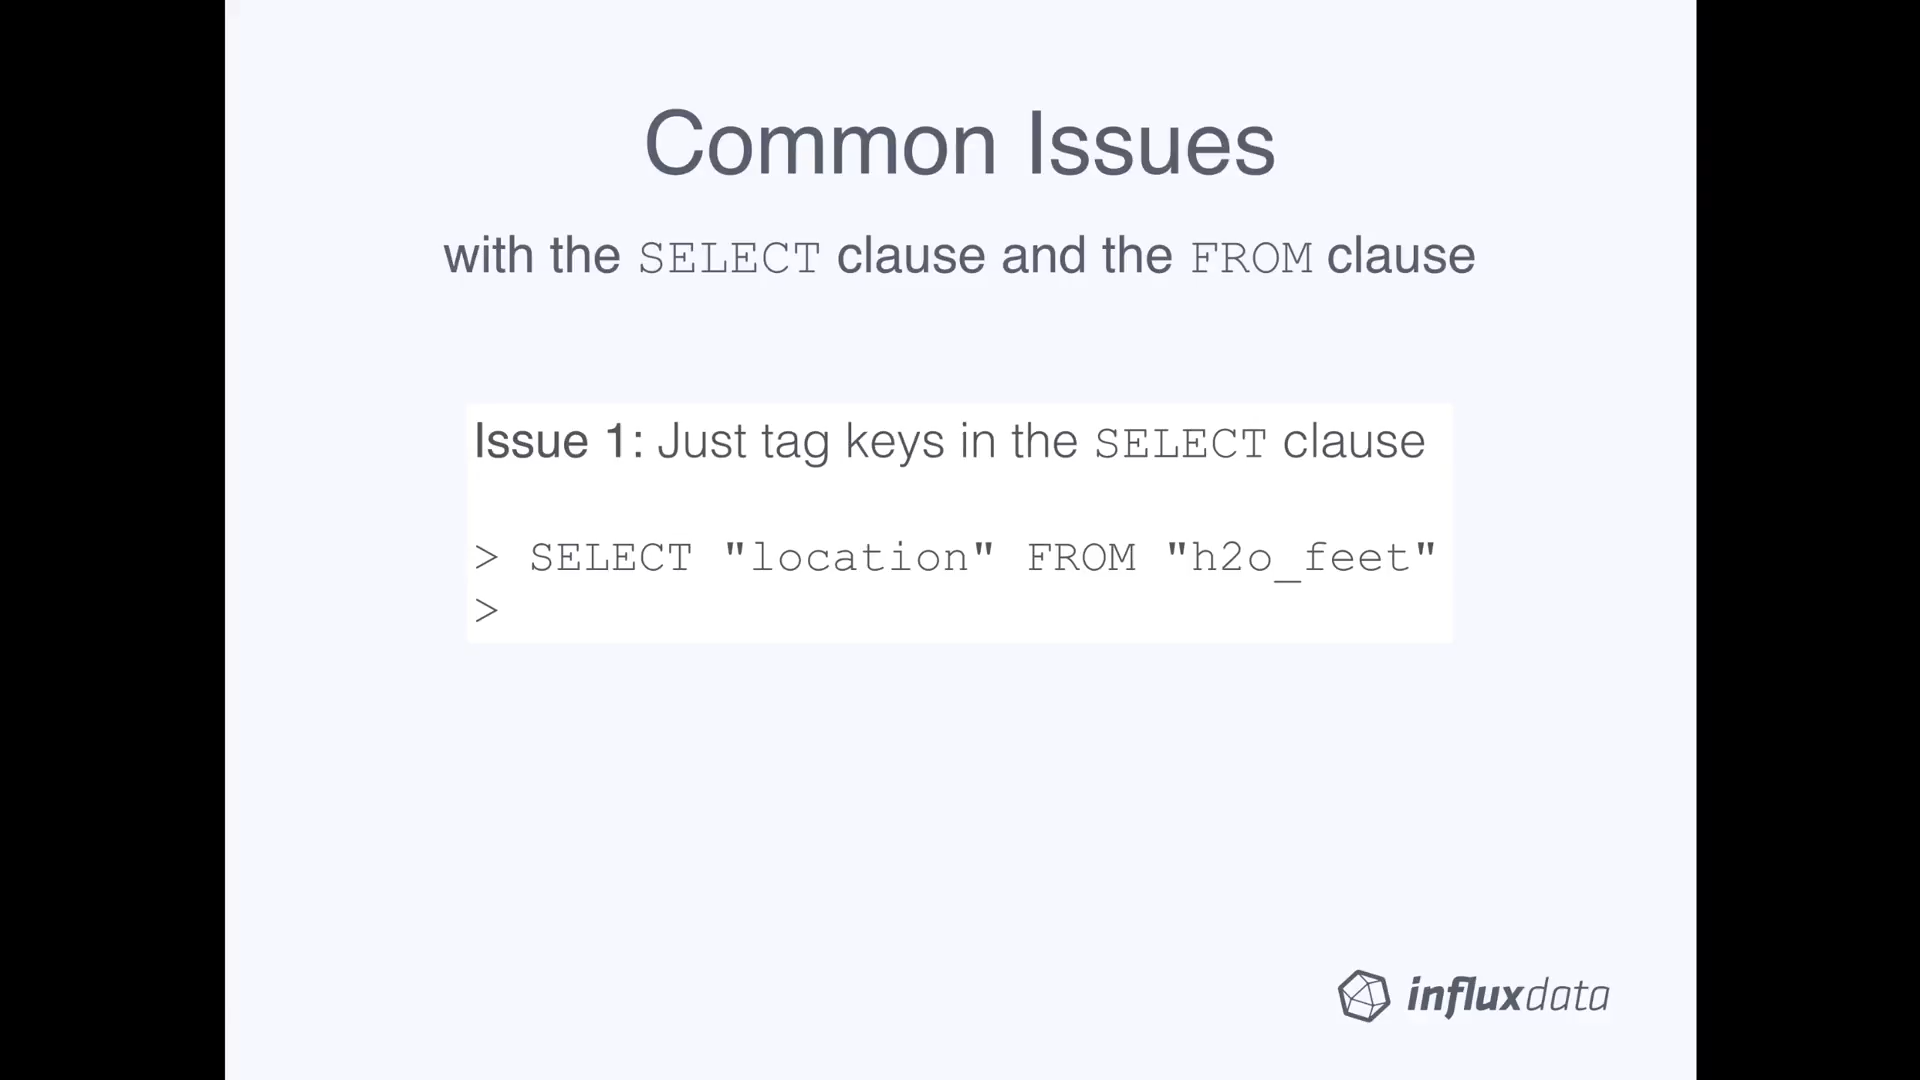 Common Issues
with the SELECT clause and the FROM clause
Issue 1: Just tag keys in the SELECT clause
> SELECT "location" FROM "h2o_feet"
>
influxdata